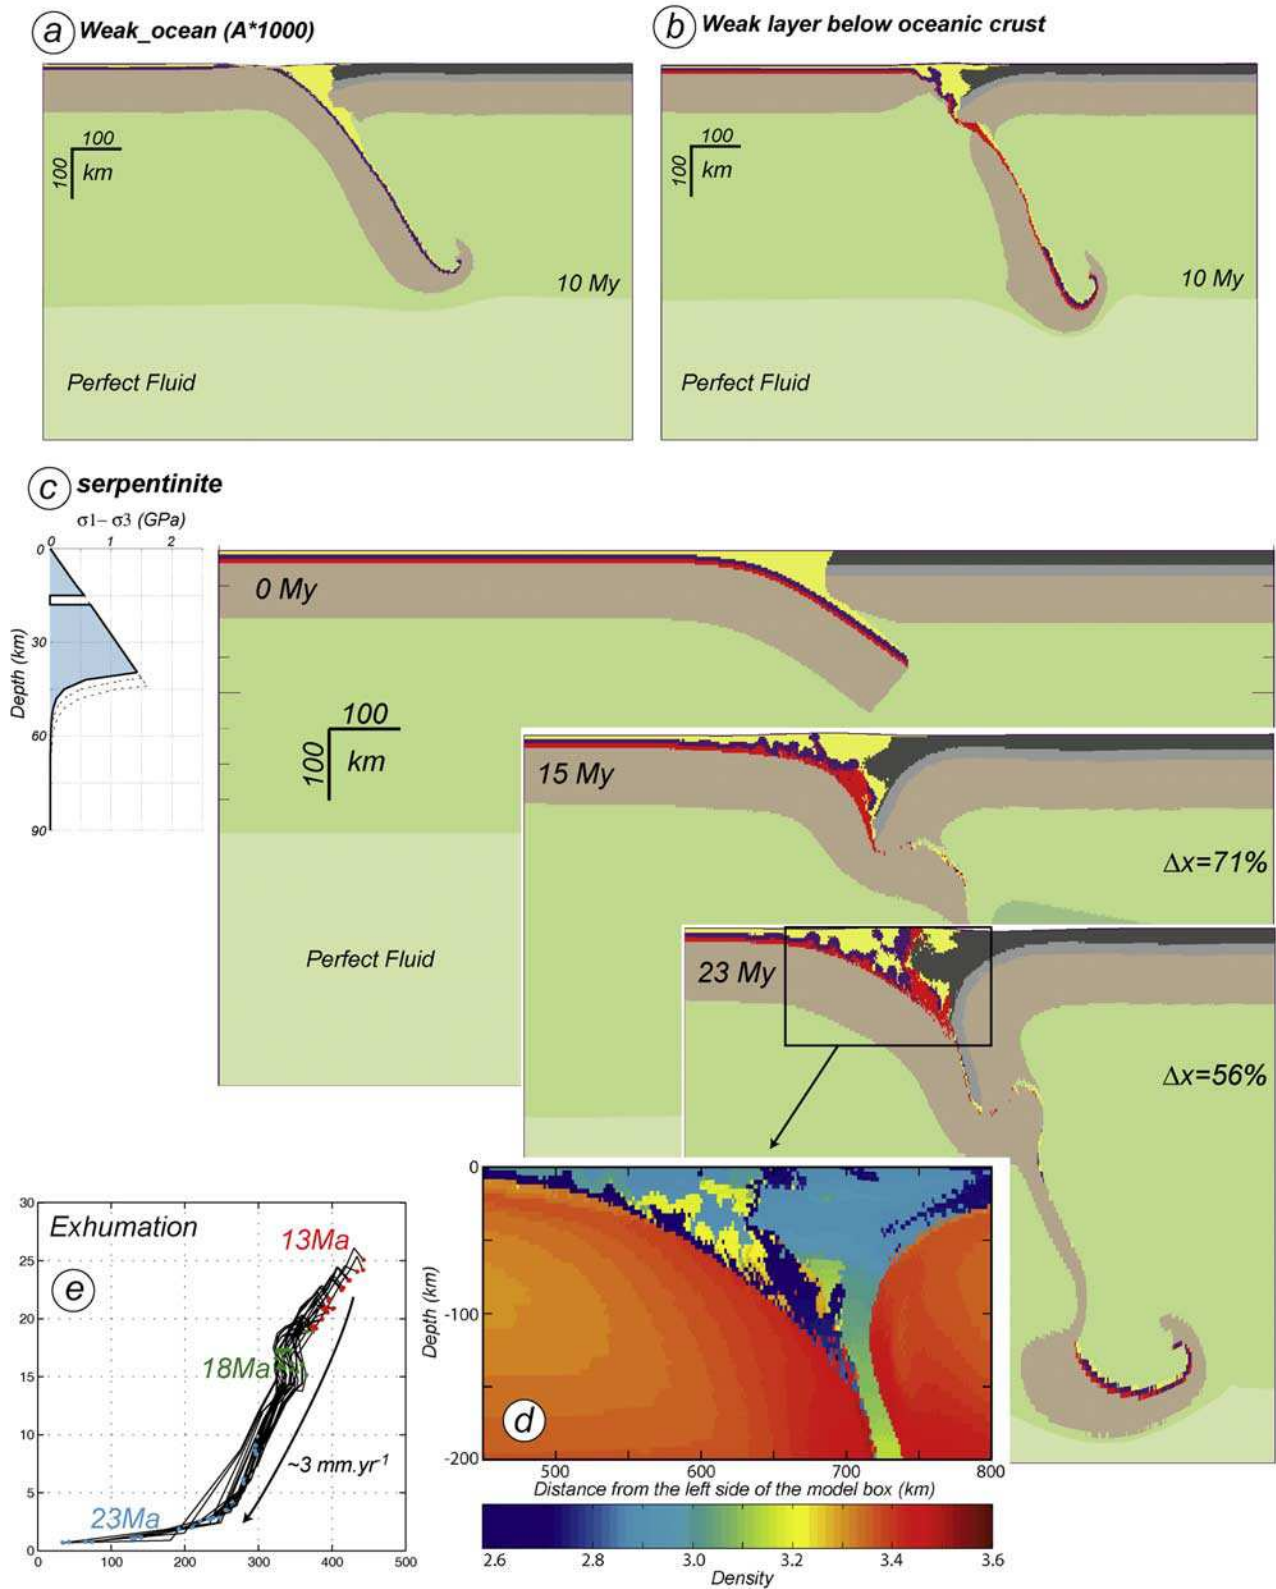 a Weak_ocean (A*1000)
b Weak layer below oceanic crust
100
100
km
10 My
Perfect Fluid
100
100
km
10 My
Perfect Fluid
c serpentinite
σ1– σ3 (GPa)
0 1 2
0
30
60
90
Depth (km)
0 My
100
100
km
Perfect Fluid
15 My
Δx=71%
23 My
Δx=56%
0
-100
-200
Depth (km)
d
500 600 700 800
Distance from the left side of the model box (km)
2.6 2.8 3.0 3.2 3.4 3.6
Density
30
25
20
15
10
5
0
Exhumation
e
13Ma
18Ma
~3 mm.yr-1
23Ma
0 100 200 300 400 500